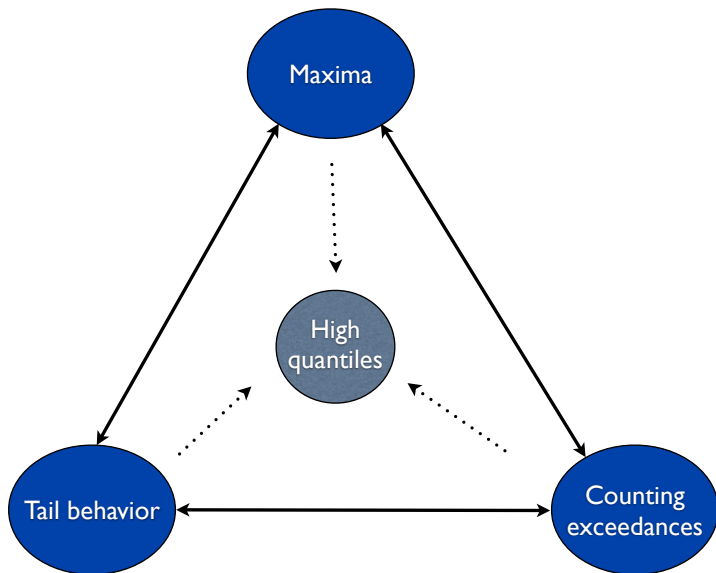 Maxima
High
quantiles
Tail behavior
Counting
exceedances